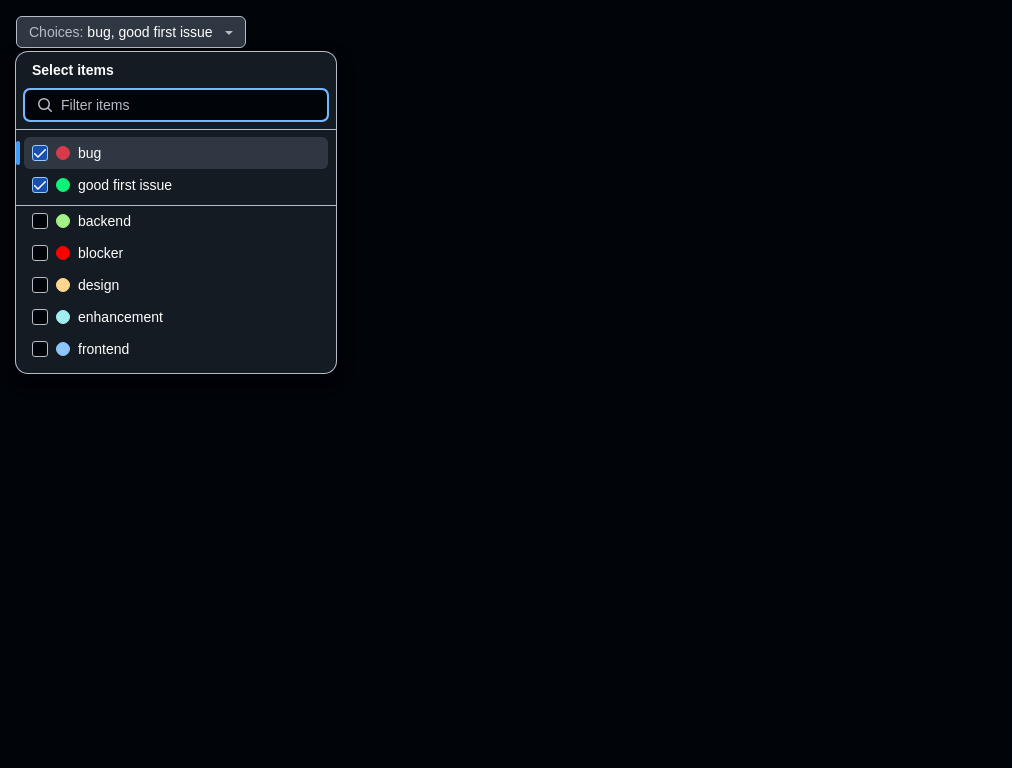 Choices: bug, good first issue
Select items
Filter items
bug
good first issue
backend
blocker
design
enhancement
frontend